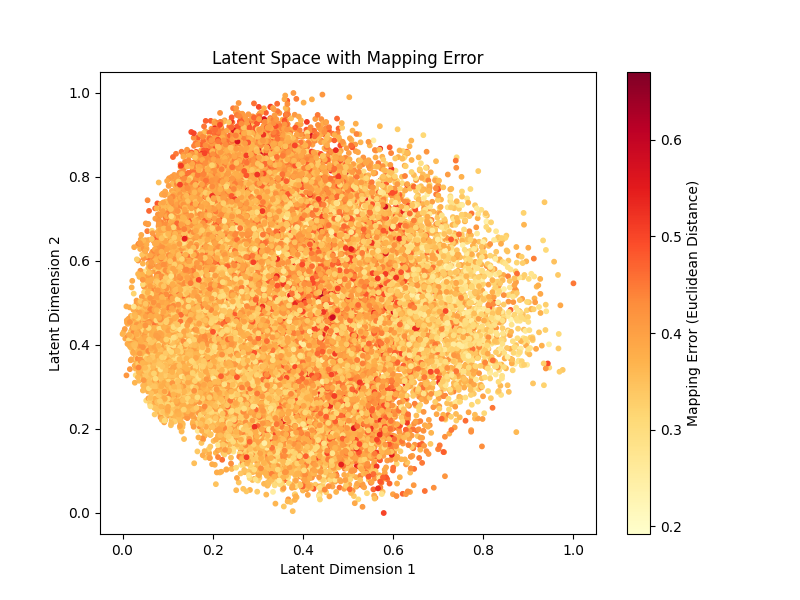 Latent Space with Mapping Error
Latent Dimension 2
1.0
0.8
0.6
0.4
0.2
0.0
0.0 0.2 0.4 0.6 0.8 1.0
Latent Dimension 1
0.6
0.5
0.4
0.3
0.2
Mapping Error (Euclidean Distance)